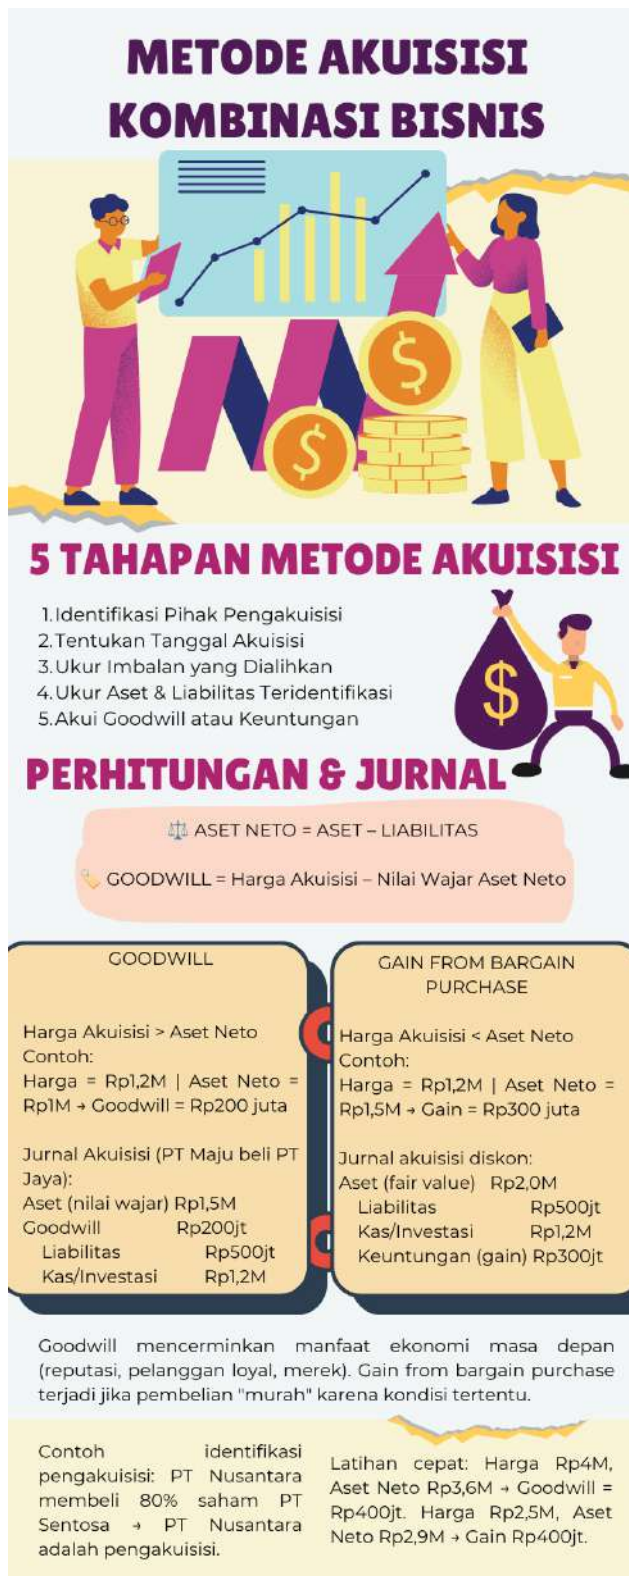 METODE AKUISISI
KOMBINASI BISNIS
$
$
5 TAHAPAN METODE AKUISISI
1.Identifikasi Pihak Pengakuisisi
2.Tentukan Tanggal Akuisisi
3.Ukur Imbalan yang Dialihkan
4.Ukur Aset & Liabilitas Teridentifikasi
5.Akui Goodwill atau Keuntungan
$
PERHITUNGAN & JURNAL
⚖️ ASET NETO = ASET – LIABILITAS
🏷️ GOODWILL = Harga Akuisisi – Nilai Wajar Aset Neto
GOODWILL
Harga Akuisisi > Aset Neto
Contoh:
Harga = Rp1,2M | Aset Neto =
Rp1M → Goodwill = Rp200 juta
Jurnal Akuisisi (PT Maju beli PT
Jaya):
Aset (nilai wajar) Rp1,5M
Goodwill Rp200jt
Liabilitas Rp500jt
Kas/Investasi Rp1,2M
GAIN FROM BARGAIN
PURCHASE
Harga Akuisisi < Aset Neto
Contoh:
Harga = Rp1,2M | Aset Neto =
Rp1,5M → Gain = Rp300 juta
Jurnal akuisisi diskon:
Aset (fair value) Rp2,0M
Liabilitas Rp500jt
Kas/Investasi Rp1,2M
Keuntungan (gain) Rp300jt
Goodwill mencerminkan manfaat ekonomi masa depan
(reputasi, pelanggan loyal, merek). Gain from bargain purchase
terjadi jika pembelian "murah" karena kondisi tertentu.
Contoh identifikasi
pengakuisisi: PT Nusantara
membeli 80% saham PT
Sentosa → PT Nusantara
adalah pengakuisisi.
Latihan cepat: Harga Rp4M,
Aset Neto Rp3,6M → Goodwill =
Rp400jt. Harga Rp2,5M, Aset
Neto Rp2,9M → Gain Rp400jt.